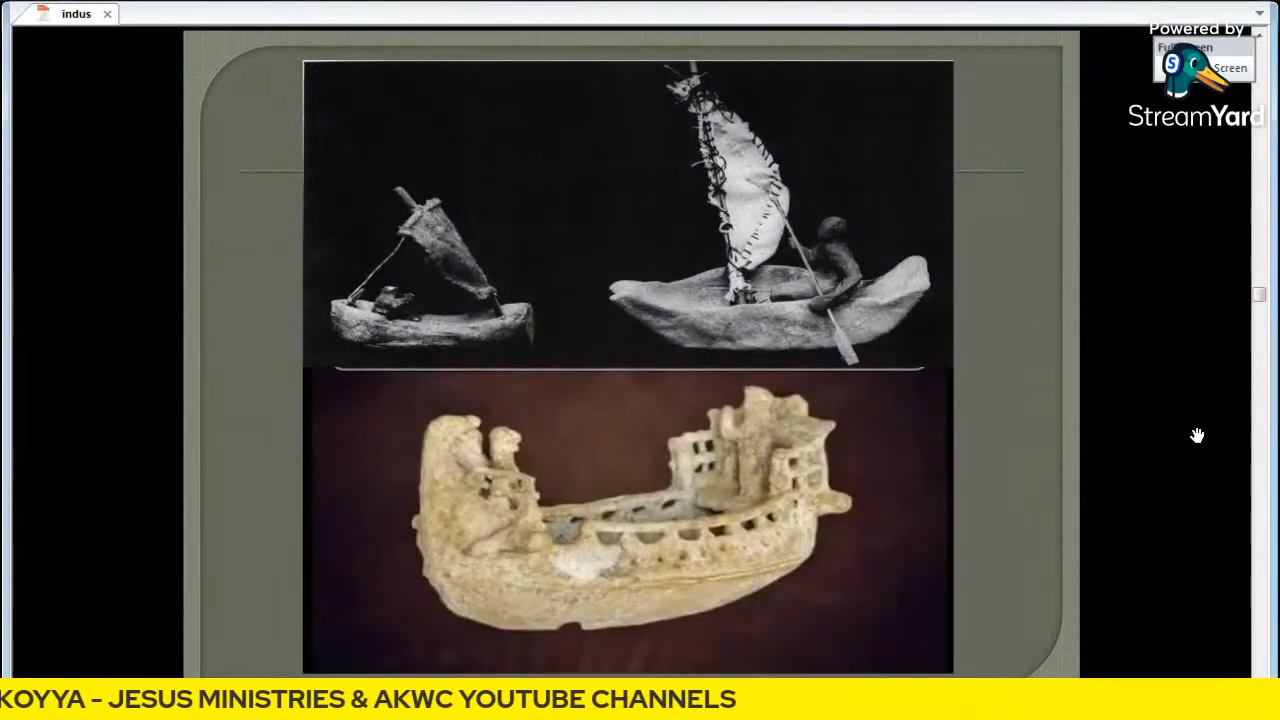 indus
Powered by
Screen
StreamYard
KOYYA - JESUS MINISTRIES & AKWC YOUTUBE CHANNELS